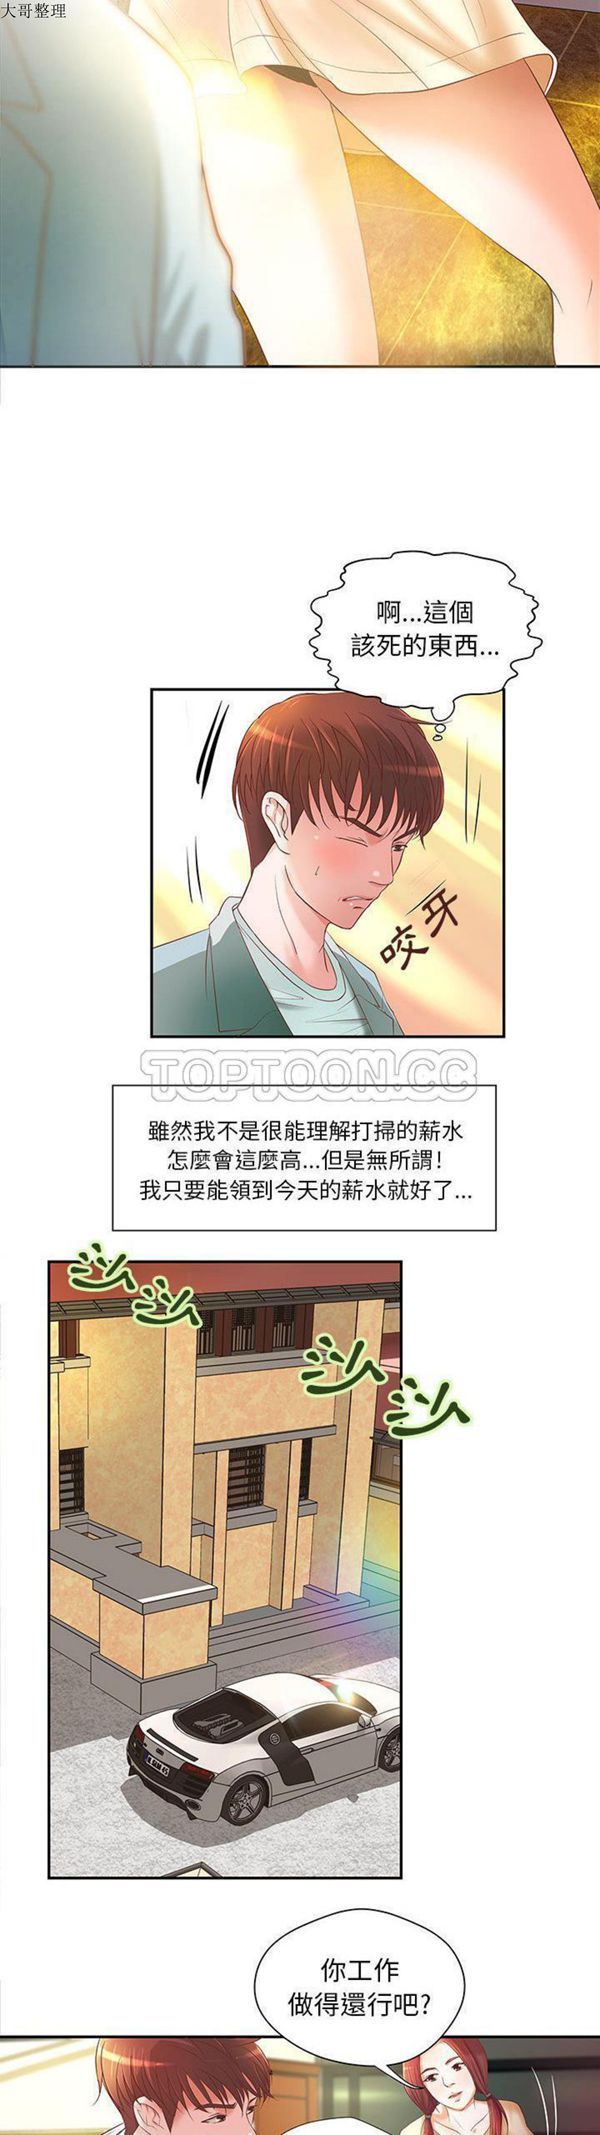 大哥整理
啊...這個
該死的東西...
咬牙
TOPTOON.CC
雖然我不是很能理解打掃的薪水
怎麼會這麼高...但是無所謂!
我只要能領到今天的薪水就好了...
沙沙
沙沙
你工作
做得還行吧?